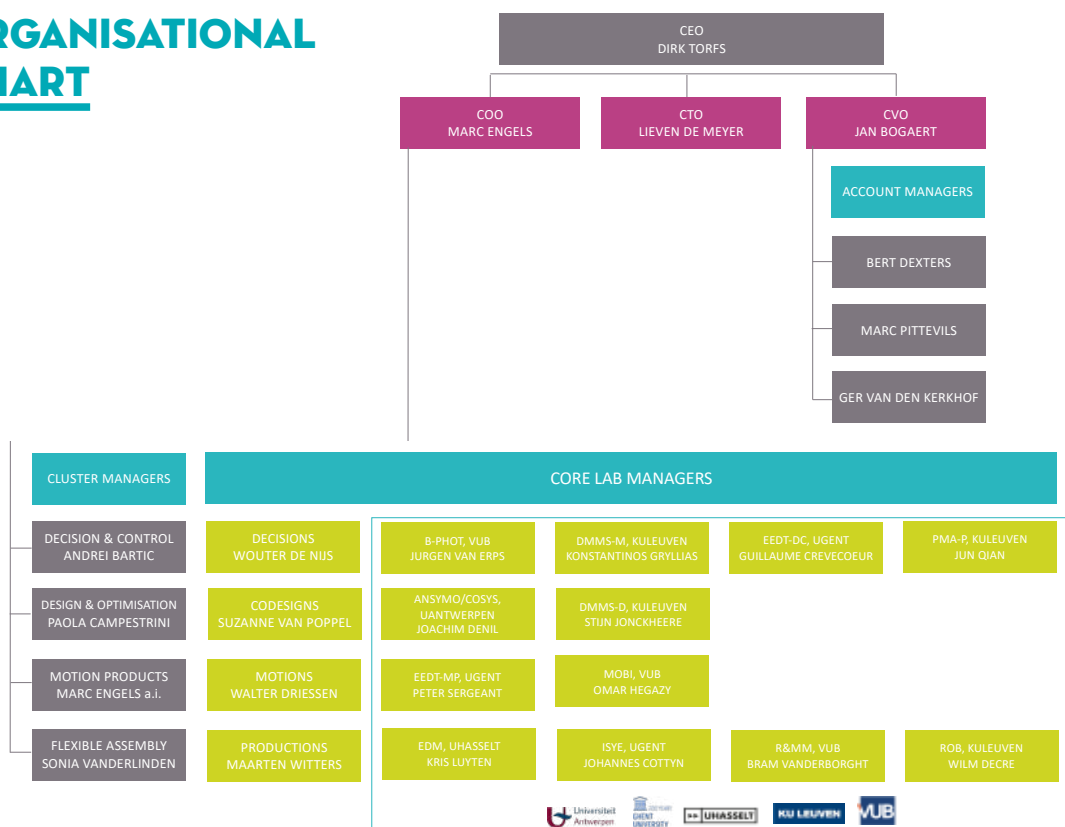 RGANISATIONAL
HART
CEO
DIRK TORFS
COO
MARC ENGELS
CTO
LIEVEN DE MEYER
CVO
JAN BOGAERT
ACCOUNT MANAGERS
BERT DEXTERS
MARC PITTEVILS
GER VAN DEN KERKHOF
CLUSTER MANAGERS
CORE LAB MANAGERS
DECISION & CONTROL
ANDREI BARTIC
DECISIONS
WOUTER DE NIJS
B-PHOT, VUB
JURGEN VAN ERPS
DMMS-M, KULEUVEN
KONSTANTINOS GRYLLIAS
EEDT-DC, UGENT
GUILLAUME CREVECOEUR
PMA-P, KULEUVEN
JUN QIAN
DESIGN & OPTIMISATION
PAOLA CAMPESTRINI
CODESIGNS
SUZANNE VAN POPPEL
ANSYMO/COSYS,
UANTWERPEN
JOACHIM DENIL
DMMS-D, KULEUVEN
STIJN JONCKHEERE
MOTION PRODUCTS
MARC ENGELS a.i.
MOTIONS
WALTER DRIESSEN
EEDT-MP, UGENT
PETER SERGEANT
MOBI, VUB
OMAR HEGAZY
FLEXIBLE ASSEMBLY
SONIA VANDERLINDEN
PRODUCTIONS
MAARTEN WITTERS
EDM, UHASSELT
KRIS LUYTEN
ISYE, UGENT
JOHANNES COTTYN
R&MM, VUB
BRAM VANDERBORGHT
ROB, KULEUVEN
WILM DECRE
Universiteit
Antwerpen
GHENT
UNIVERSITY
UHASSELT
KU LEUVEN
VUB